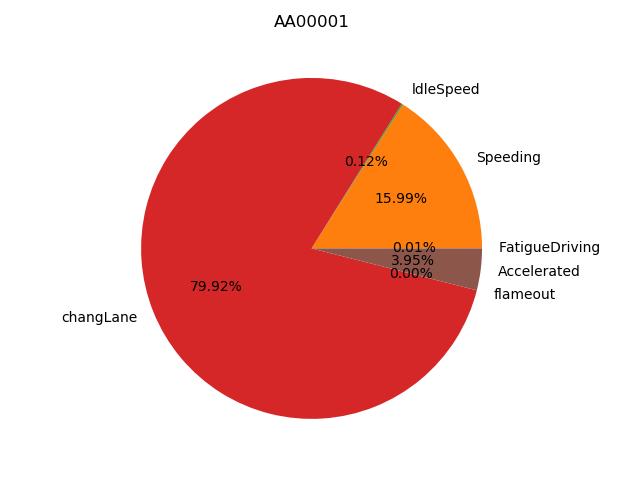 AA00001
IdleSpeed
Speeding
0.12%
15.99%
0.01%
FatigueDriving
3.95%
Accelerated
0.00%
flameout
79.92%
changLane